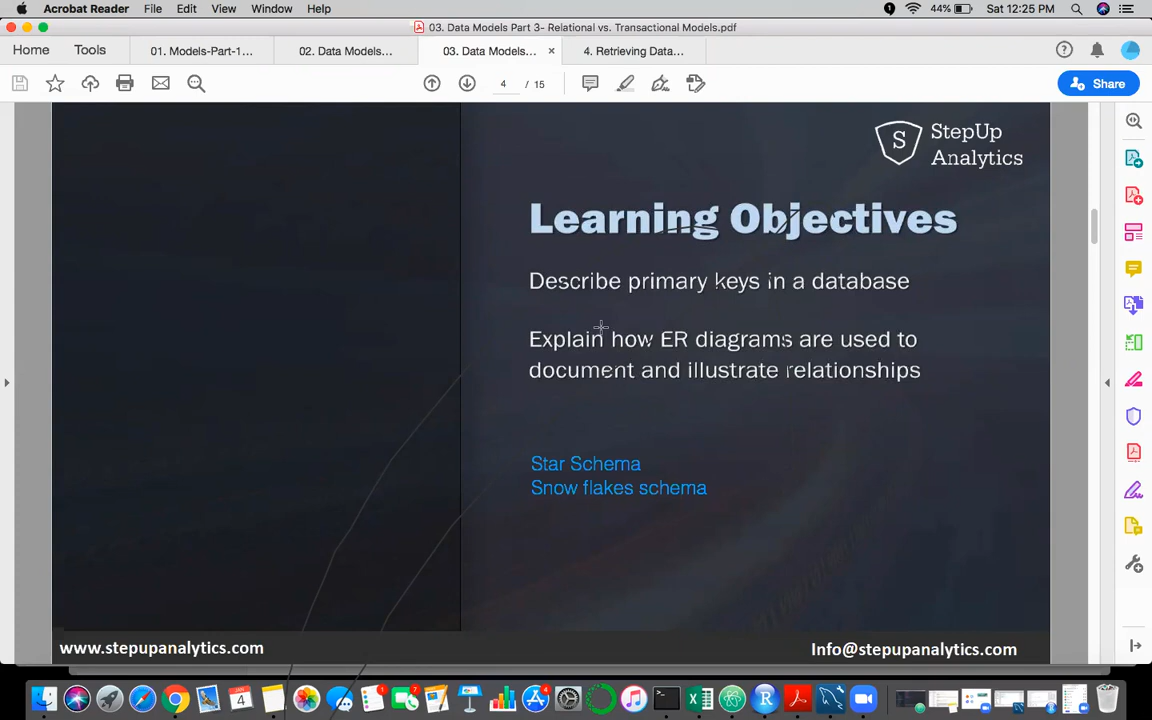 Acrobat Reader File Edit View Window Help 1 44% Sat 12:25 PM
03. Data Models Part 3- Relational vs. Transactional Models.pdf
Home Tools 01. Models-Part-1... 02. Data Models... 03. Data Models... × 4. Retrieving Data...
4 / 15 Share
S StepUp
Analytics
Learning Objectives
Describe primary keys in a database
Explain how ER diagrams are used to
document and illustrate relationships
Star Schema
Snow flakes schema
www.stepupanalytics.com Info@stepupanalytics.com